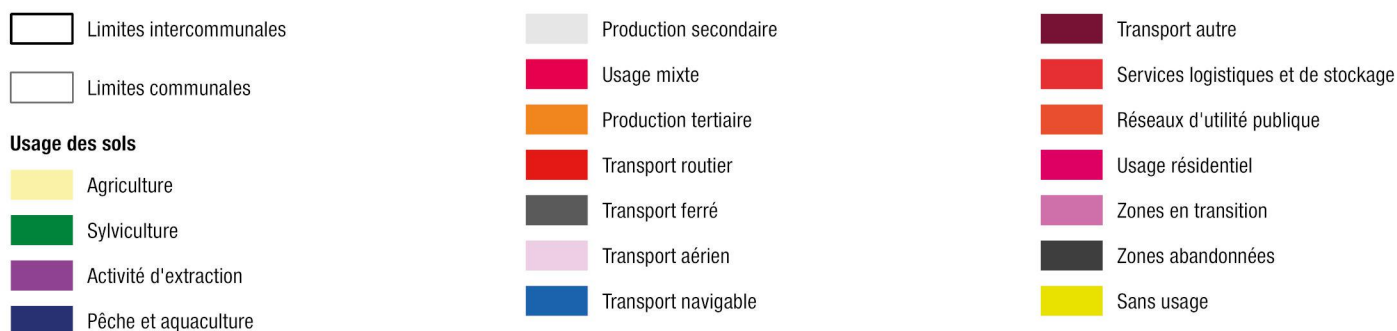 Limites intercommunales
Limites communales
Usage des sols
Agriculture
Sylviculture
Activité d'extraction
Pêche et aquaculture
Production secondaire
Usage mixte
Production tertiaire
Transport routier
Transport ferré
Transport aérien
Transport navigable
Transport autre
Services logistiques et de stockage
Réseaux d'utilité publique
Usage résidentiel
Zones en transition
Zones abandonnées
Sans usage